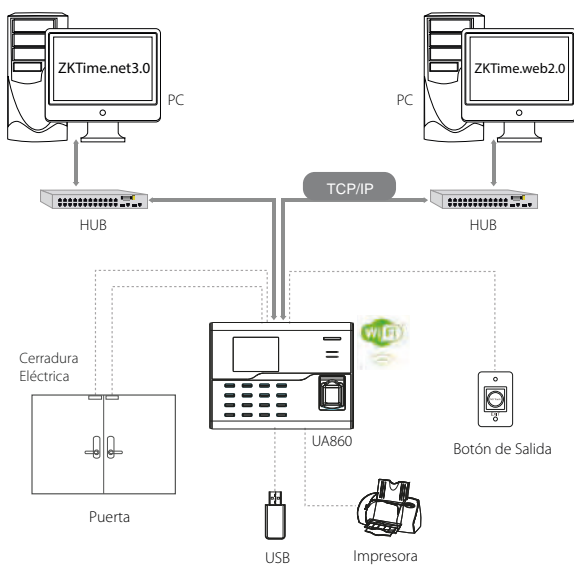 ZKTime.net3.0
ZKTime.web2.0
PC
PC
TCP/IP
HUB
HUB
WiFi
Cerradura
Eléctrica
UA860
EXIT
Botón de Salida
Puerta
USB
Impresora